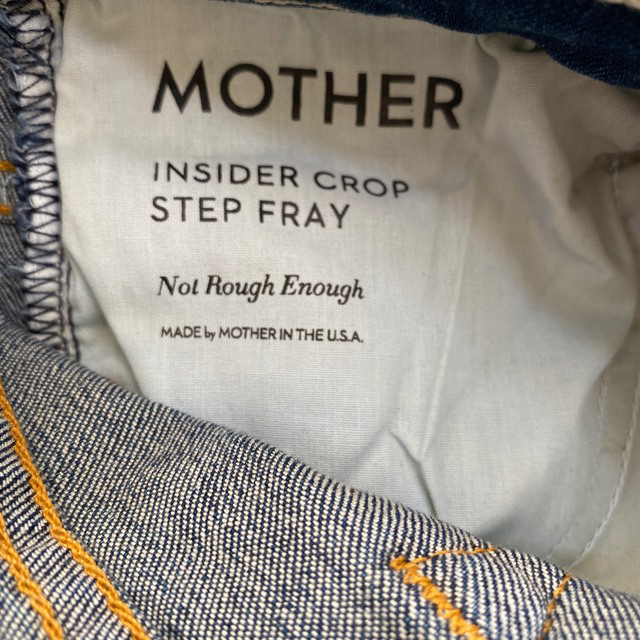 MOTHER
INSIDER CROP
STEP FRAY
Not Rough Enough
MADE by MOTHER IN THE U.S.A.